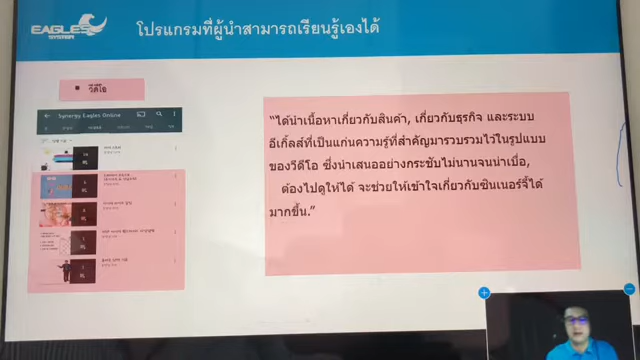 EAGLES
โปรแกรมที่ผู้นำสามารถเรียนรู้เองได้
วิดีโอ
Synergy Eagles Online
"ได้นำเนื้อหาเกี่ยวกับสินค้า, เกี่ยวกับธุรกิจ และระบบ
อีเกิ้ลส์ที่เป็นแก่นความรู้ที่สำคัญมารวบรวมไว้ในรูปแบบ
ของวีดีโอ ซึ่งนำเสนออย่างกระชับไม่นานจนน่าเบื่อ,
ต้องไปดูให้ได้ จะช่วยให้เข้าใจเกี่ยวกับซินเนอร์จี้ได้
มากขึ้น."